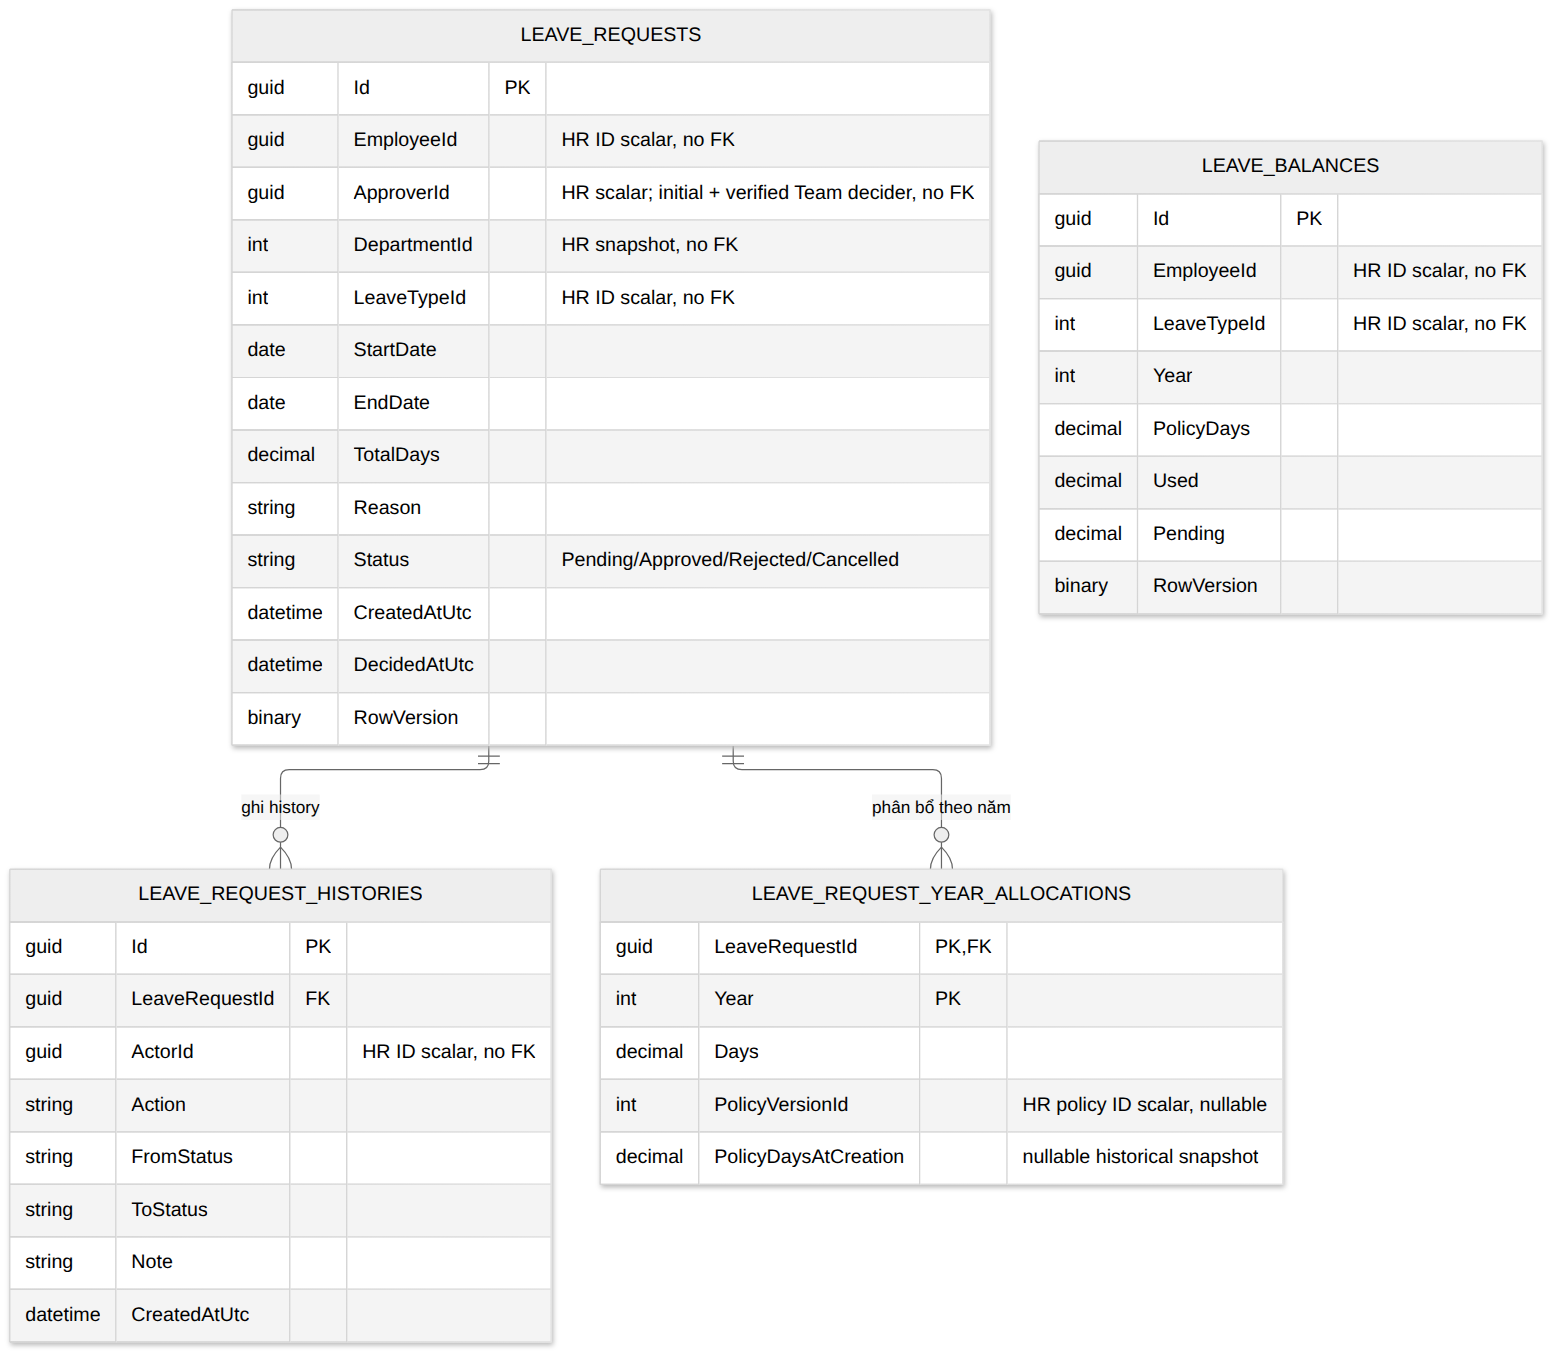 LEAVE_REQUESTS
guid Id PK
guid EmployeeId HR ID scalar, no FK
guid ApproverId HR scalar; initial + verified Team decider, no FK
int DepartmentId HR snapshot, no FK
int LeaveTypeId HR ID scalar, no FK
date StartDate
date EndDate
decimal TotalDays
string Reason
string Status Pending/Approved/Rejected/Cancelled
datetime CreatedAtUtc
datetime DecidedAtUtc
binary RowVersion
LEAVE_BALANCES
guid Id PK
guid EmployeeId HR ID scalar, no FK
int LeaveTypeId HR ID scalar, no FK
int Year
decimal PolicyDays
decimal Used
decimal Pending
binary RowVersion
ghi history
phân bổ theo năm
LEAVE_REQUEST_HISTORIES
guid Id PK
guid LeaveRequestId FK
guid ActorId HR ID scalar, no FK
string Action
string FromStatus
string ToStatus
string Note
datetime CreatedAtUtc
LEAVE_REQUEST_YEAR_ALLOCATIONS
guid LeaveRequestId PK,FK
int Year PK
decimal Days
int PolicyVersionId HR policy ID scalar, nullable
decimal PolicyDaysAtCreation nullable historical snapshot